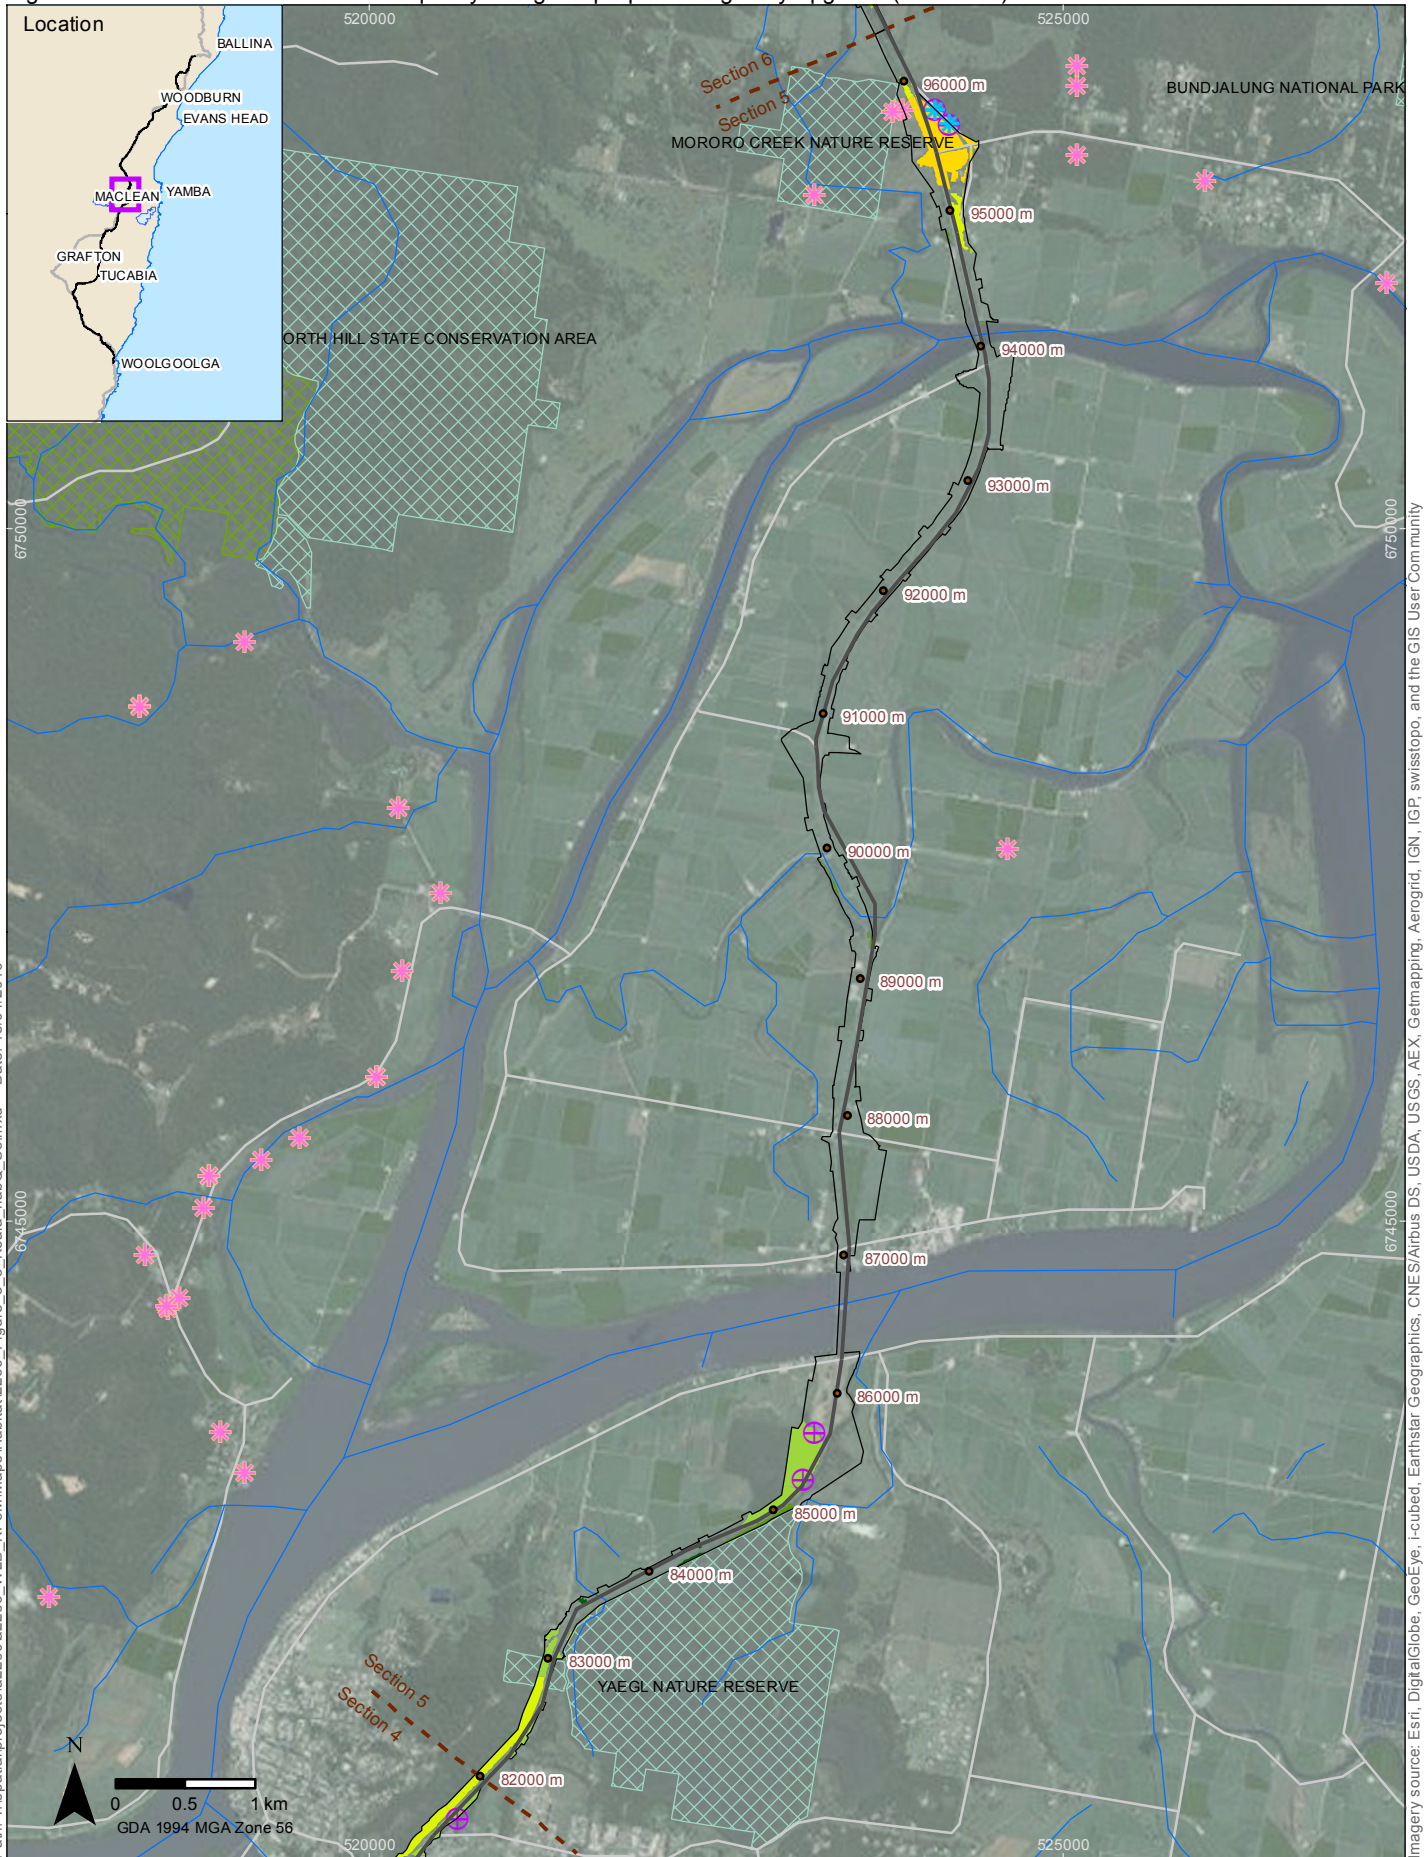 520000
525000
Location
BALLINA
WOODBURN
EVANS HEAD
MACLEAN
YAMBA
GRAFTON
TUCABIA
WOOLGOOLGA
Section 6
Section 5
96000 m
BUNDJALUNG NATIONAL PARK
MORORO CREEK NATURE RESERVE
95000 m
ORTH HILL STATE CONSERVATION AREA
94000 m
93000 m
6750000
6750000
92000 m
91000 m
90000 m
89000 m
88000 m
6745000
6745000
87000 m
86000 m
85000 m
84000 m
83000 m
YAEGL NATURE RESERVE
Section 5
Section 4
82000 m
N
0 0.5 1 km
GDA 1994 MGA Zone 56
520000
525000
Imagery source: Esri, DigitalGlobe, GeoEye, i-cubed, Earthstar Geographics, CNES/Airbus DS, USDA, USGS, AEX, Getmapping, Aerogrid, IGN, IGP, swisstopo, and the GIS User Community